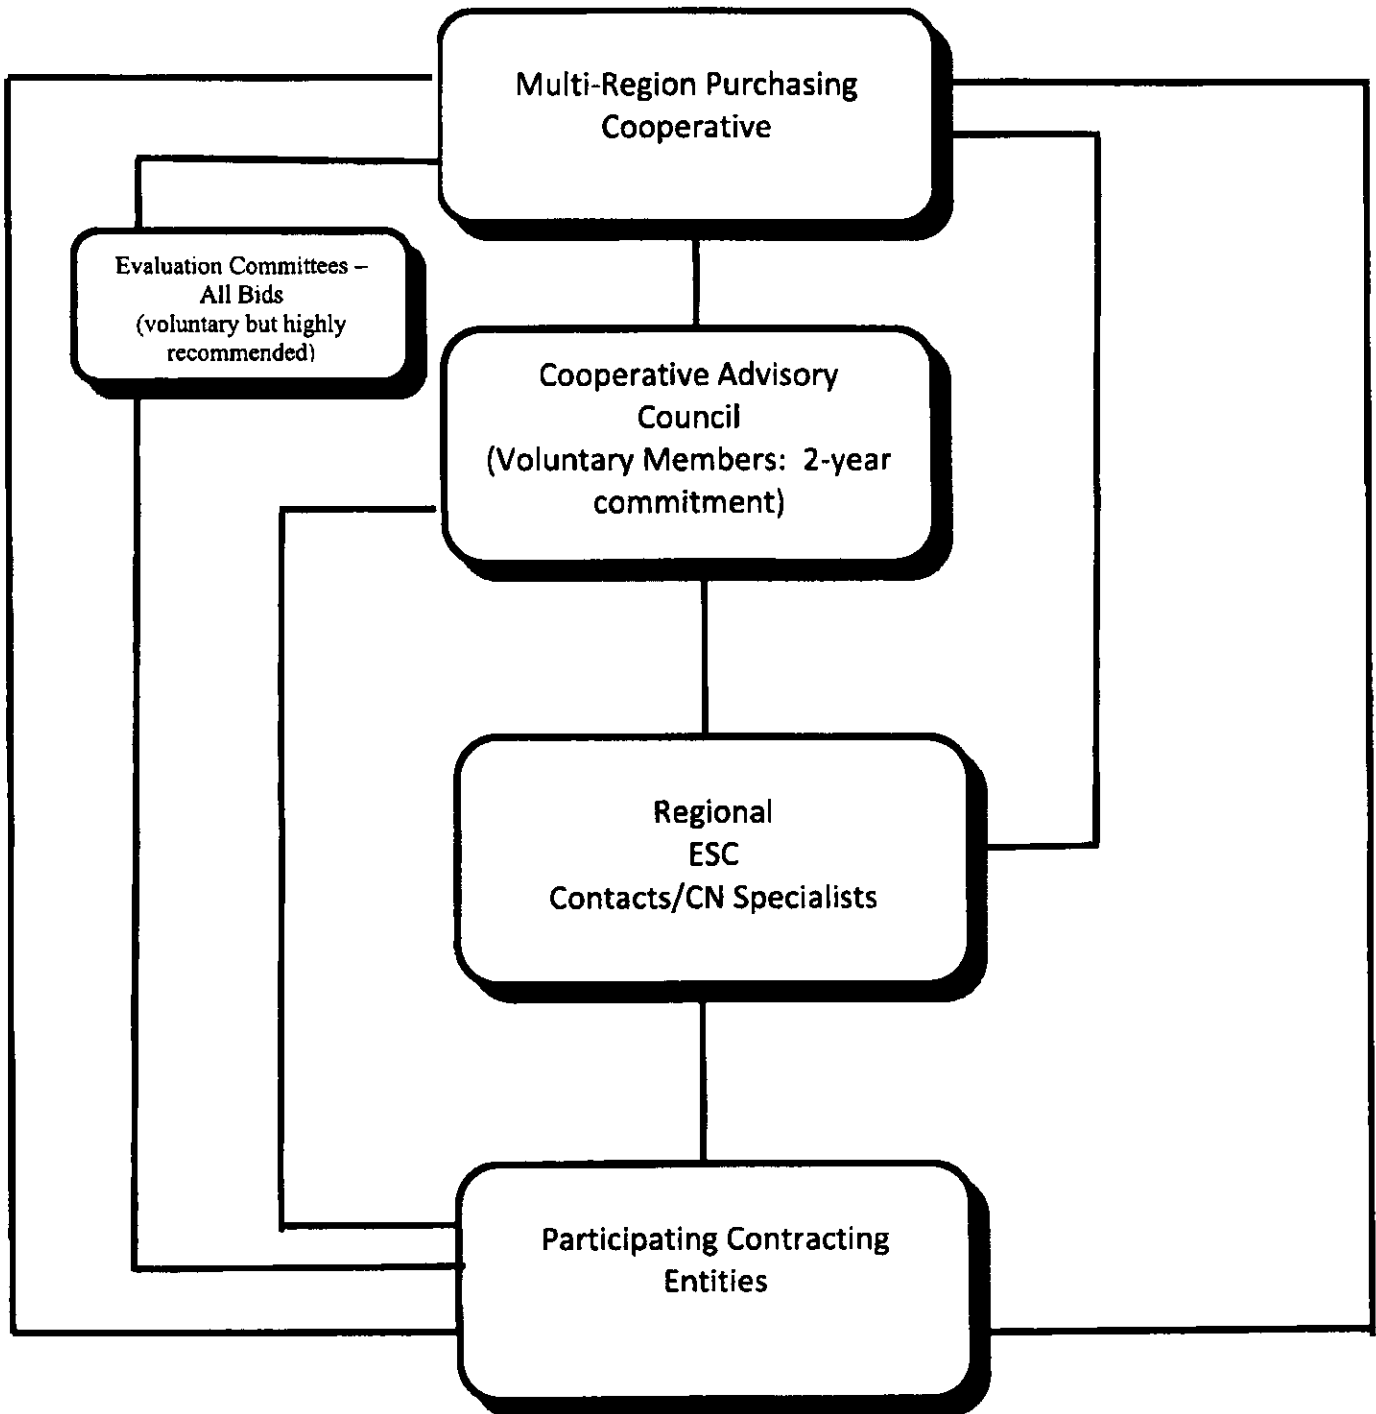 Multi-Region Purchasing
Cooperative
Evaluation Committees –
All Bids
(voluntary but highly
recommended)
Cooperative Advisory
Council
(Voluntary Members: 2-year
commitment)
Regional
ESC
Contacts/CN Specialists
Participating Contracting
Entities